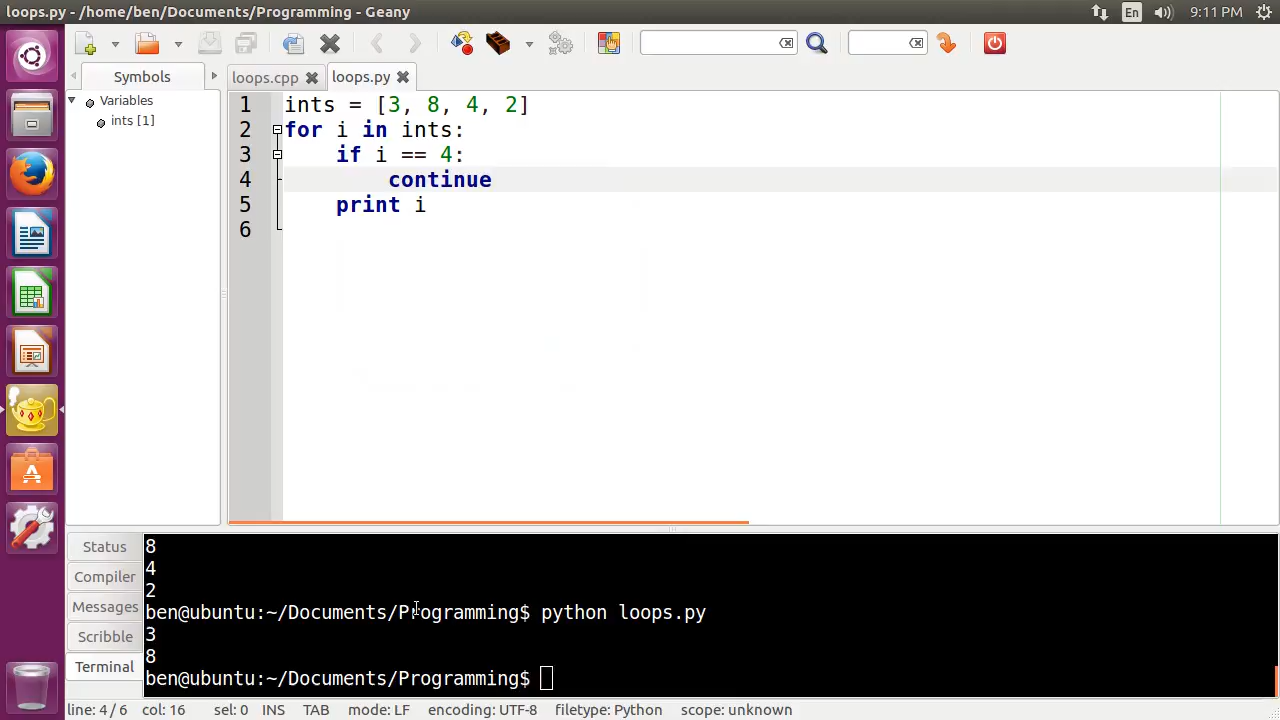 loops.py - /home/ben/Documents/Programming - Geany
En
9:11 PM
Symbols
loops.cpp
loops.py
Variables
ints [1]
1 ints = [3, 8, 4, 2]
2 for i in ints:
3     if i == 4:
4         continue
5     print i
6
Status
Compiler
Messages
Scribble
Terminal
8
4
2
ben@ubuntu:~/Documents/Programming$ python loops.py
3
8
ben@ubuntu:~/Documents/Programming$
line: 4 / 6 col: 16 sel: 0 INS TAB mode: LF encoding: UTF-8 filetype: Python scope: unknown